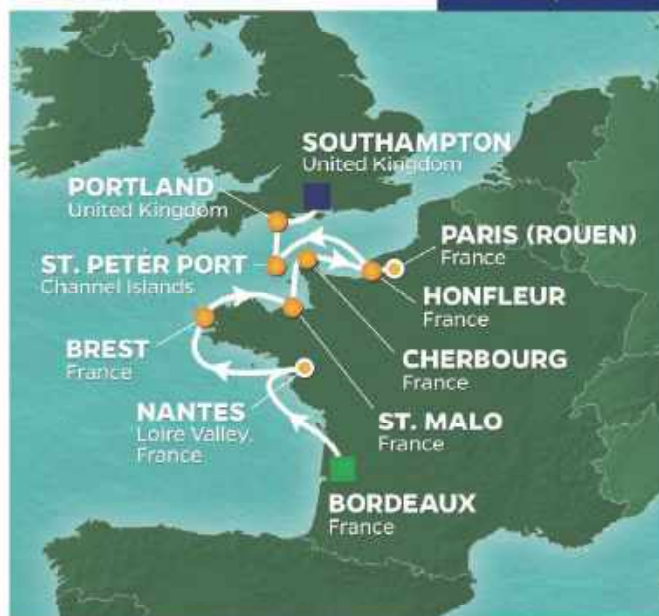 SOUTHAMPTON
United Kingdom
PORTLAND
United Kingdom
PARIS (ROUEN)
France
ST. PETER PORT
Channel Islands
HONFLEUR
France
BREST
France
CHERBOURG
France
NANTES
Loire Valley,
France
ST. MALO
France
BORDEAUX
France